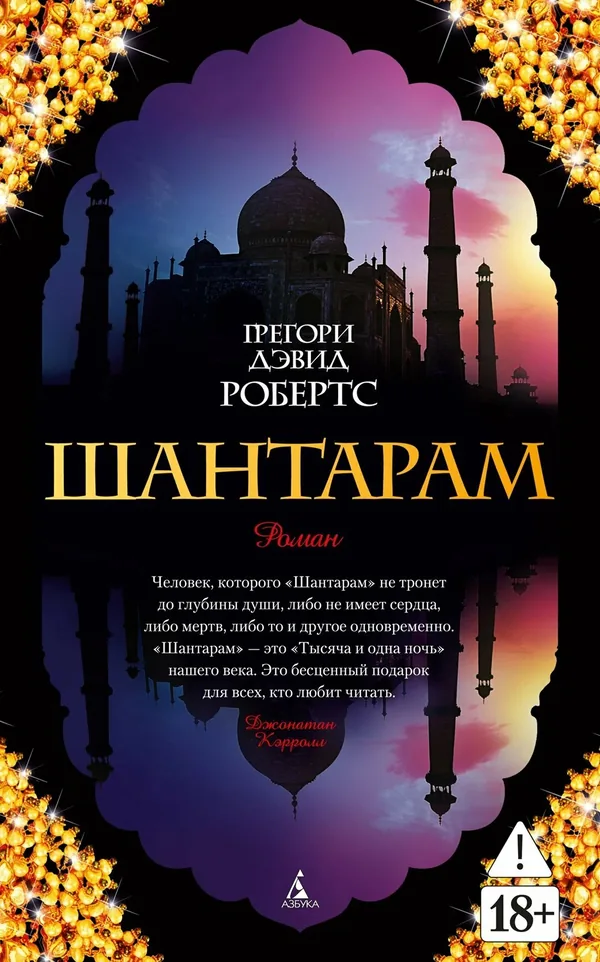 ГРЕГОРИ
ДЭВИД
РОБЕРТС
ШАНТАРАМ
Роман
Человек, которого «Шантарам» не тронет
до глубины души, либо не имеет сердца,
либо мертв, либо то и другое одновременно.
«Шантарам» — это «Тысяча и одна ночь»
нашего века. Это бесценный подарок
для всех, кто любит читать.
Джонатан
Кэрролл
АЗБУКА
!
18+